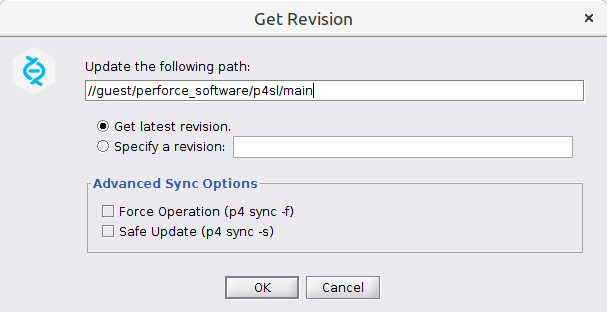 Get Revision
Update the following path:
//guest/perforce_software/p4sl/main
Get latest revision.
Specify a revision:
Advanced Sync Options
Force Operation (p4 sync -f)
Safe Update (p4 sync -s)
OK Cancel